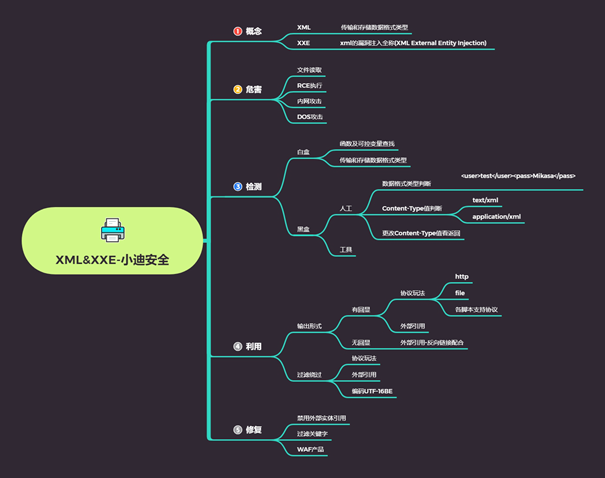 XML&XXE-小迪安全
1 概念
XML
传输和存储数据格式类型
XXE
xml的漏洞注入全称(XML External Entity Injection)
2 危害
文件读取
RCE执行
内网攻击
DOS攻击
3 检测
白盒
函数及可控变量查找
传输和存储数据格式类型
黑盒
人工
数据格式类型判断
<user>test</user><pass>Mikasa</pass>
Content-Type值判断
text/xml
application/xml
更改Content-Type值看返回
工具
4 利用
输出形式
有回显
协议玩法
http
file
各脚本支持协议
外部引用
无回显
外部引用-反向链接配合
过滤绕过
协议玩法
外部引用
编码UTF-16BE
5 修复
禁用外部实体引用
过滤关键字
WAF产品